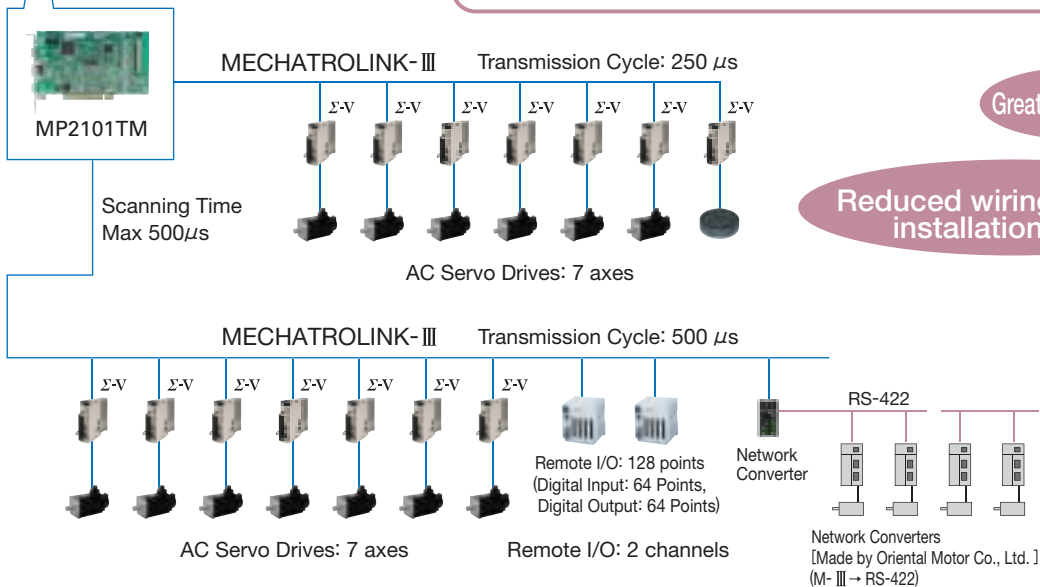 MECHATROLINK-Ⅲ Transmission Cycle: 250 μs
MP2101TM
Σ-V Σ-V Σ-V Σ-V Σ-V Σ-V Σ-V
Great
Scanning Time
Max 500μs
Reduced wiring
installation
AC Servo Drives: 7 axes
MECHATROLINK-Ⅲ Transmission Cycle: 500 μs
Σ-V Σ-V Σ-V Σ-V Σ-V Σ-V Σ-V
RS-422
Remote I/O: 128 points
(Digital Input: 64 Points,
Digital Output: 64 Points)
Network
Converter
AC Servo Drives: 7 axes
Remote I/O: 2 channels
Network Converters
[Made by Oriental Motor Co., Ltd. ]
(M-Ⅲ→ RS-422)